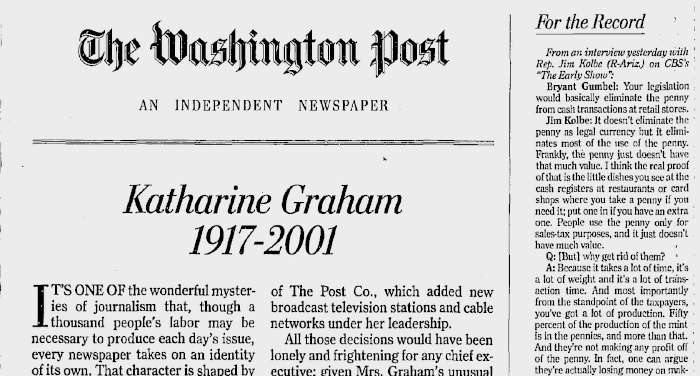 The Washington Post
AN INDEPENDENT NEWSPAPER
Katharine Graham
1917-2001
IT'S ONE OF the wonderful myster-
ies of journalism that, though a
thousand people's labor may be
necessary to produce each day's issue,
every newspaper takes on an identity
of its own. That character is shaped by
of The Post Co., which added new
broadcast television stations and cable
networks under her leadership.
All those decisions would have been
lonely and frightening for any chief ex-
ecutive; given Mrs. Graham's unusual
For the Record
From an interview yesterday with
Rep. Jim Kolbe (R-Ariz.) on CBS's
"The Early Show":
Bryant Gumbel: Your legislation
would basically eliminate the penny
from cash transactions at retail stores.
Jim Kolbe: It doesn't eliminate the
penny as legal currency but it elimi-
nates most of the use of the penny.
Frankly, the penny just doesn't have
that much value. I think the real proof
of that is the little dishes you see at the
cash registers at restaurants or card
shops where you take a penny if you
need it; put one in if you have an extra
one. People use the penny only for
sales-tax purposes, and it just doesn't
have much value.
Q: [But] why get rid of them?
A: Because it takes a lot of time, it's
a lot of weight and it's a lot of trans-
action time. And most importantly
from the standpoint of the taxpayers,
you've got a lot of production. Fifty
percent of the production of the mint
is in the pennies, and more than that.
And they're not making any profit off
of the penny. In fact, one can argue
they're actually losing money on mak-